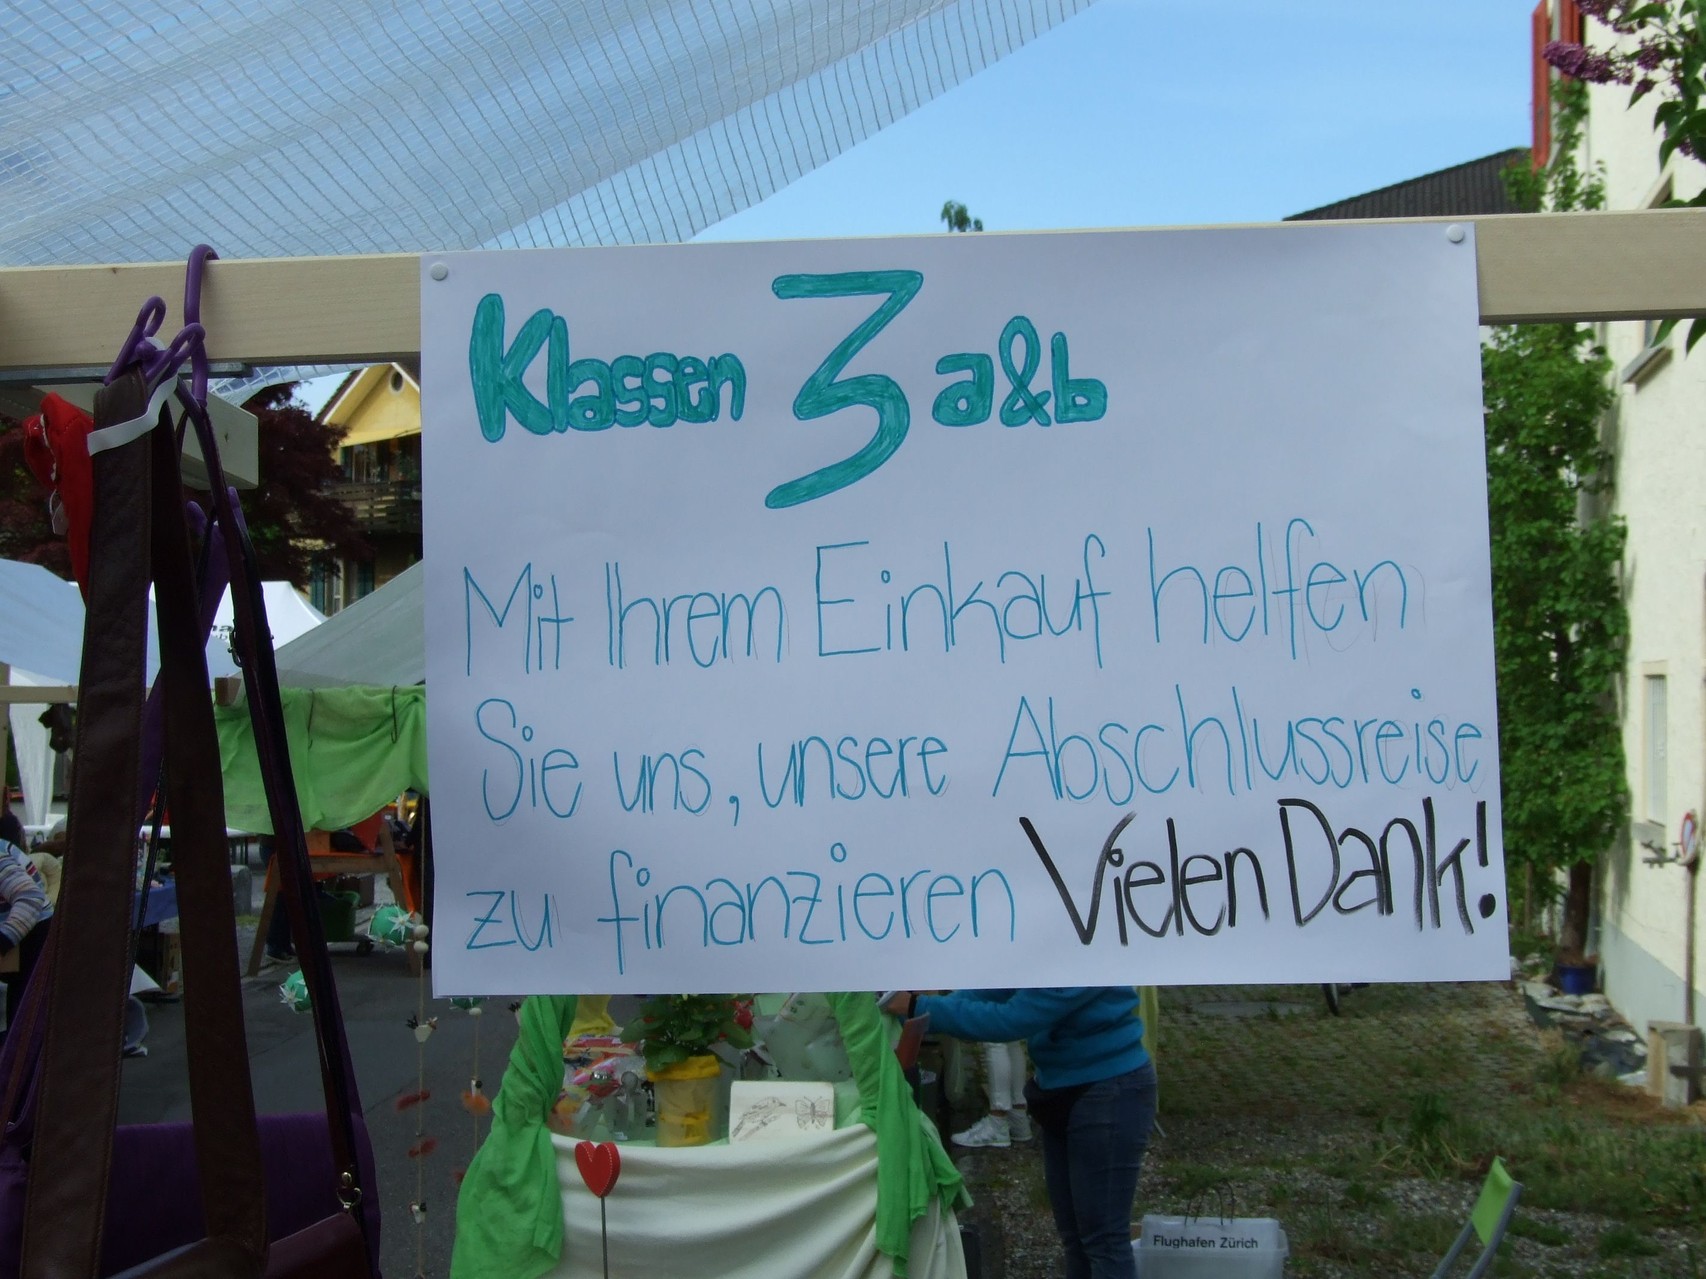 Klassen 3 a&b
Mit Ihrem Einkauf helfen
Sie uns, unsere Abschlussreise
zu finanzieren Vielen Dank!
Flughafen Zürich